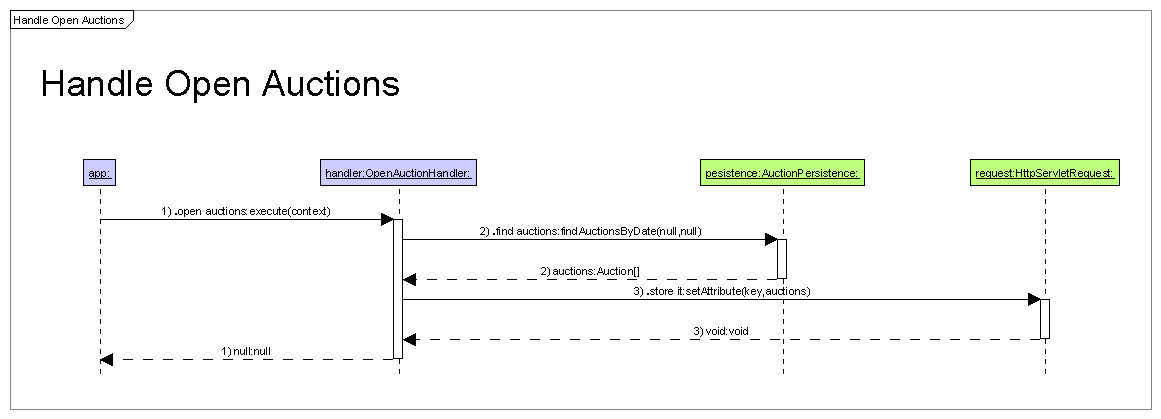 Handle Open Auctions
Handle Open Auctions
app:
handler:OpenAuctionHandler:
pesistence:AuctionPersistence:
request:HttpServletRequest:
1) .open auctions:execute(context)
2) .find auctions:findAuctionsByDate(null,null)
2) auctions:Auction[]
3) .store it:setAttribute(key,auctions)
3) void:void
1) null:null